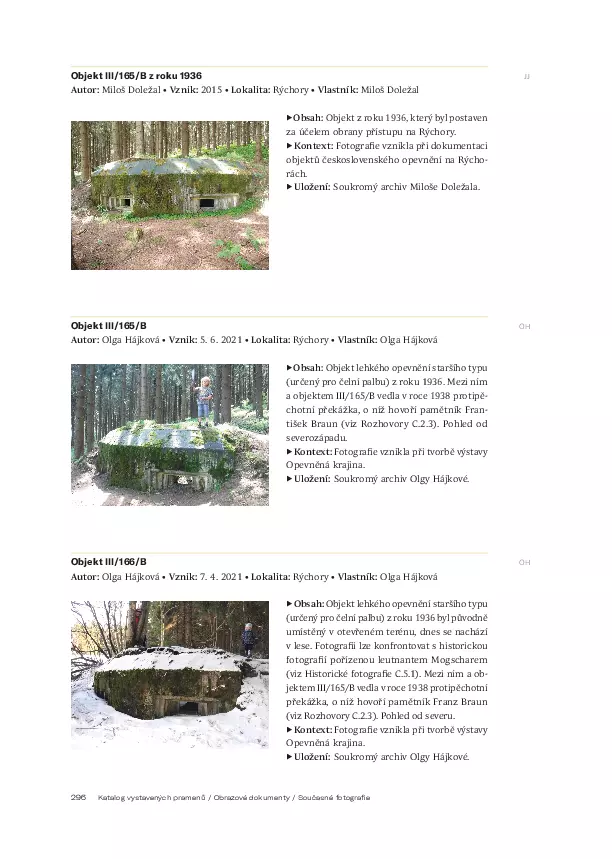 Objekt III/165/B z roku 1936
JJ
Autor: Miloš Doležal • Vznik: 2015 • Lokalita: Rýchory • Vlastník: Miloš Doležal
▶Obsah: Objekt z roku 1936, který byl postaven
za účelem obrany přístupu na Rýchory.
▶Kontext: Fotografie vznikla při dokumentaci
objektů československého opevnění na Rýcho-
rách.
▶Uložení: Soukromý archiv Miloše Doležala.
Objekt III/165/B
OH
Autor: Olga Hájková • Vznik: 5. 6. 2021 • Lokalita: Rýchory • Vlastník: Olga Hájková
▶Obsah: Objekt lehkého opevnění staršího typu
(určený pro čelní palbu) z roku 1936. Mezi ním
a objektem III/165/B vedla v roce 1938 protipě-
chotní překážka, o níž hovoří pamětník Fran-
tišek Braun (viz Rozhovory C.2.3). Pohled od
severozápadu.
▶Kontext: Fotografie vznikla při tvorbě výstavy
Opevněná krajina.
▶Uložení: Soukromý archiv Olgy Hájkové.
Objekt III/166/B
OH
Autor: Olga Hájková • Vznik: 7. 4. 2021 • Lokalita: Rýchory • Vlastník: Olga Hájková
▶Obsah: Objekt lehkého opevnění staršího typu
(určený pro čelní palbu) z roku 1936 byl původně
umístěný v otevřeném terénu, dnes se nachází
v lese. Fotografii lze konfrontovat s historickou
fotografií pořízenou leutnantem Mogscharem
(viz Historické fotografie C.5.1). Mezi ním a ob-
jektem III/165/B vedla v roce 1938 protipěchotní
překážka, o níž hovoří pamětník Franz Braun
(viz Rozhovory C.2.3). Pohled od severu.
▶Kontext: Fotografie vznikla při tvorbě výstavy
Opevněná krajina.
▶Uložení: Soukromý archiv Olgy Hájkové.
296 Katalog vystavených pramenů / Obrazové dokumenty / Současné fotografie